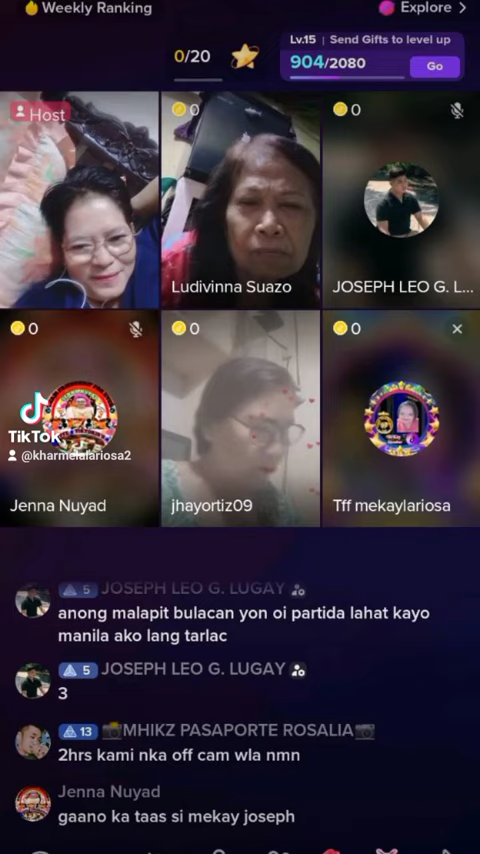 Weekly Ranking
Explore >
Lv.15 | Send Gifts to level up
0/20
904/2080
Go
Host
0
0
Ludivinna Suazo
JOSEPH LEO G. L...
0
0
0
TikTok
@kharmelalariosa2
Jenna Nuyad
jhayortiz09
Tff mekaylariosa
5 JOSEPH LEO G. LUGAY
anong malapit bulacan yon oi partida lahat kayo
manila ako lang tarlac
5 JOSEPH LEO G. LUGAY
3
13 📸MHIKZ PASAPORTE ROSALIA📷
2hrs kami nka off cam wla nmn
Jenna Nuyad
gaano ka taas si mekay joseph